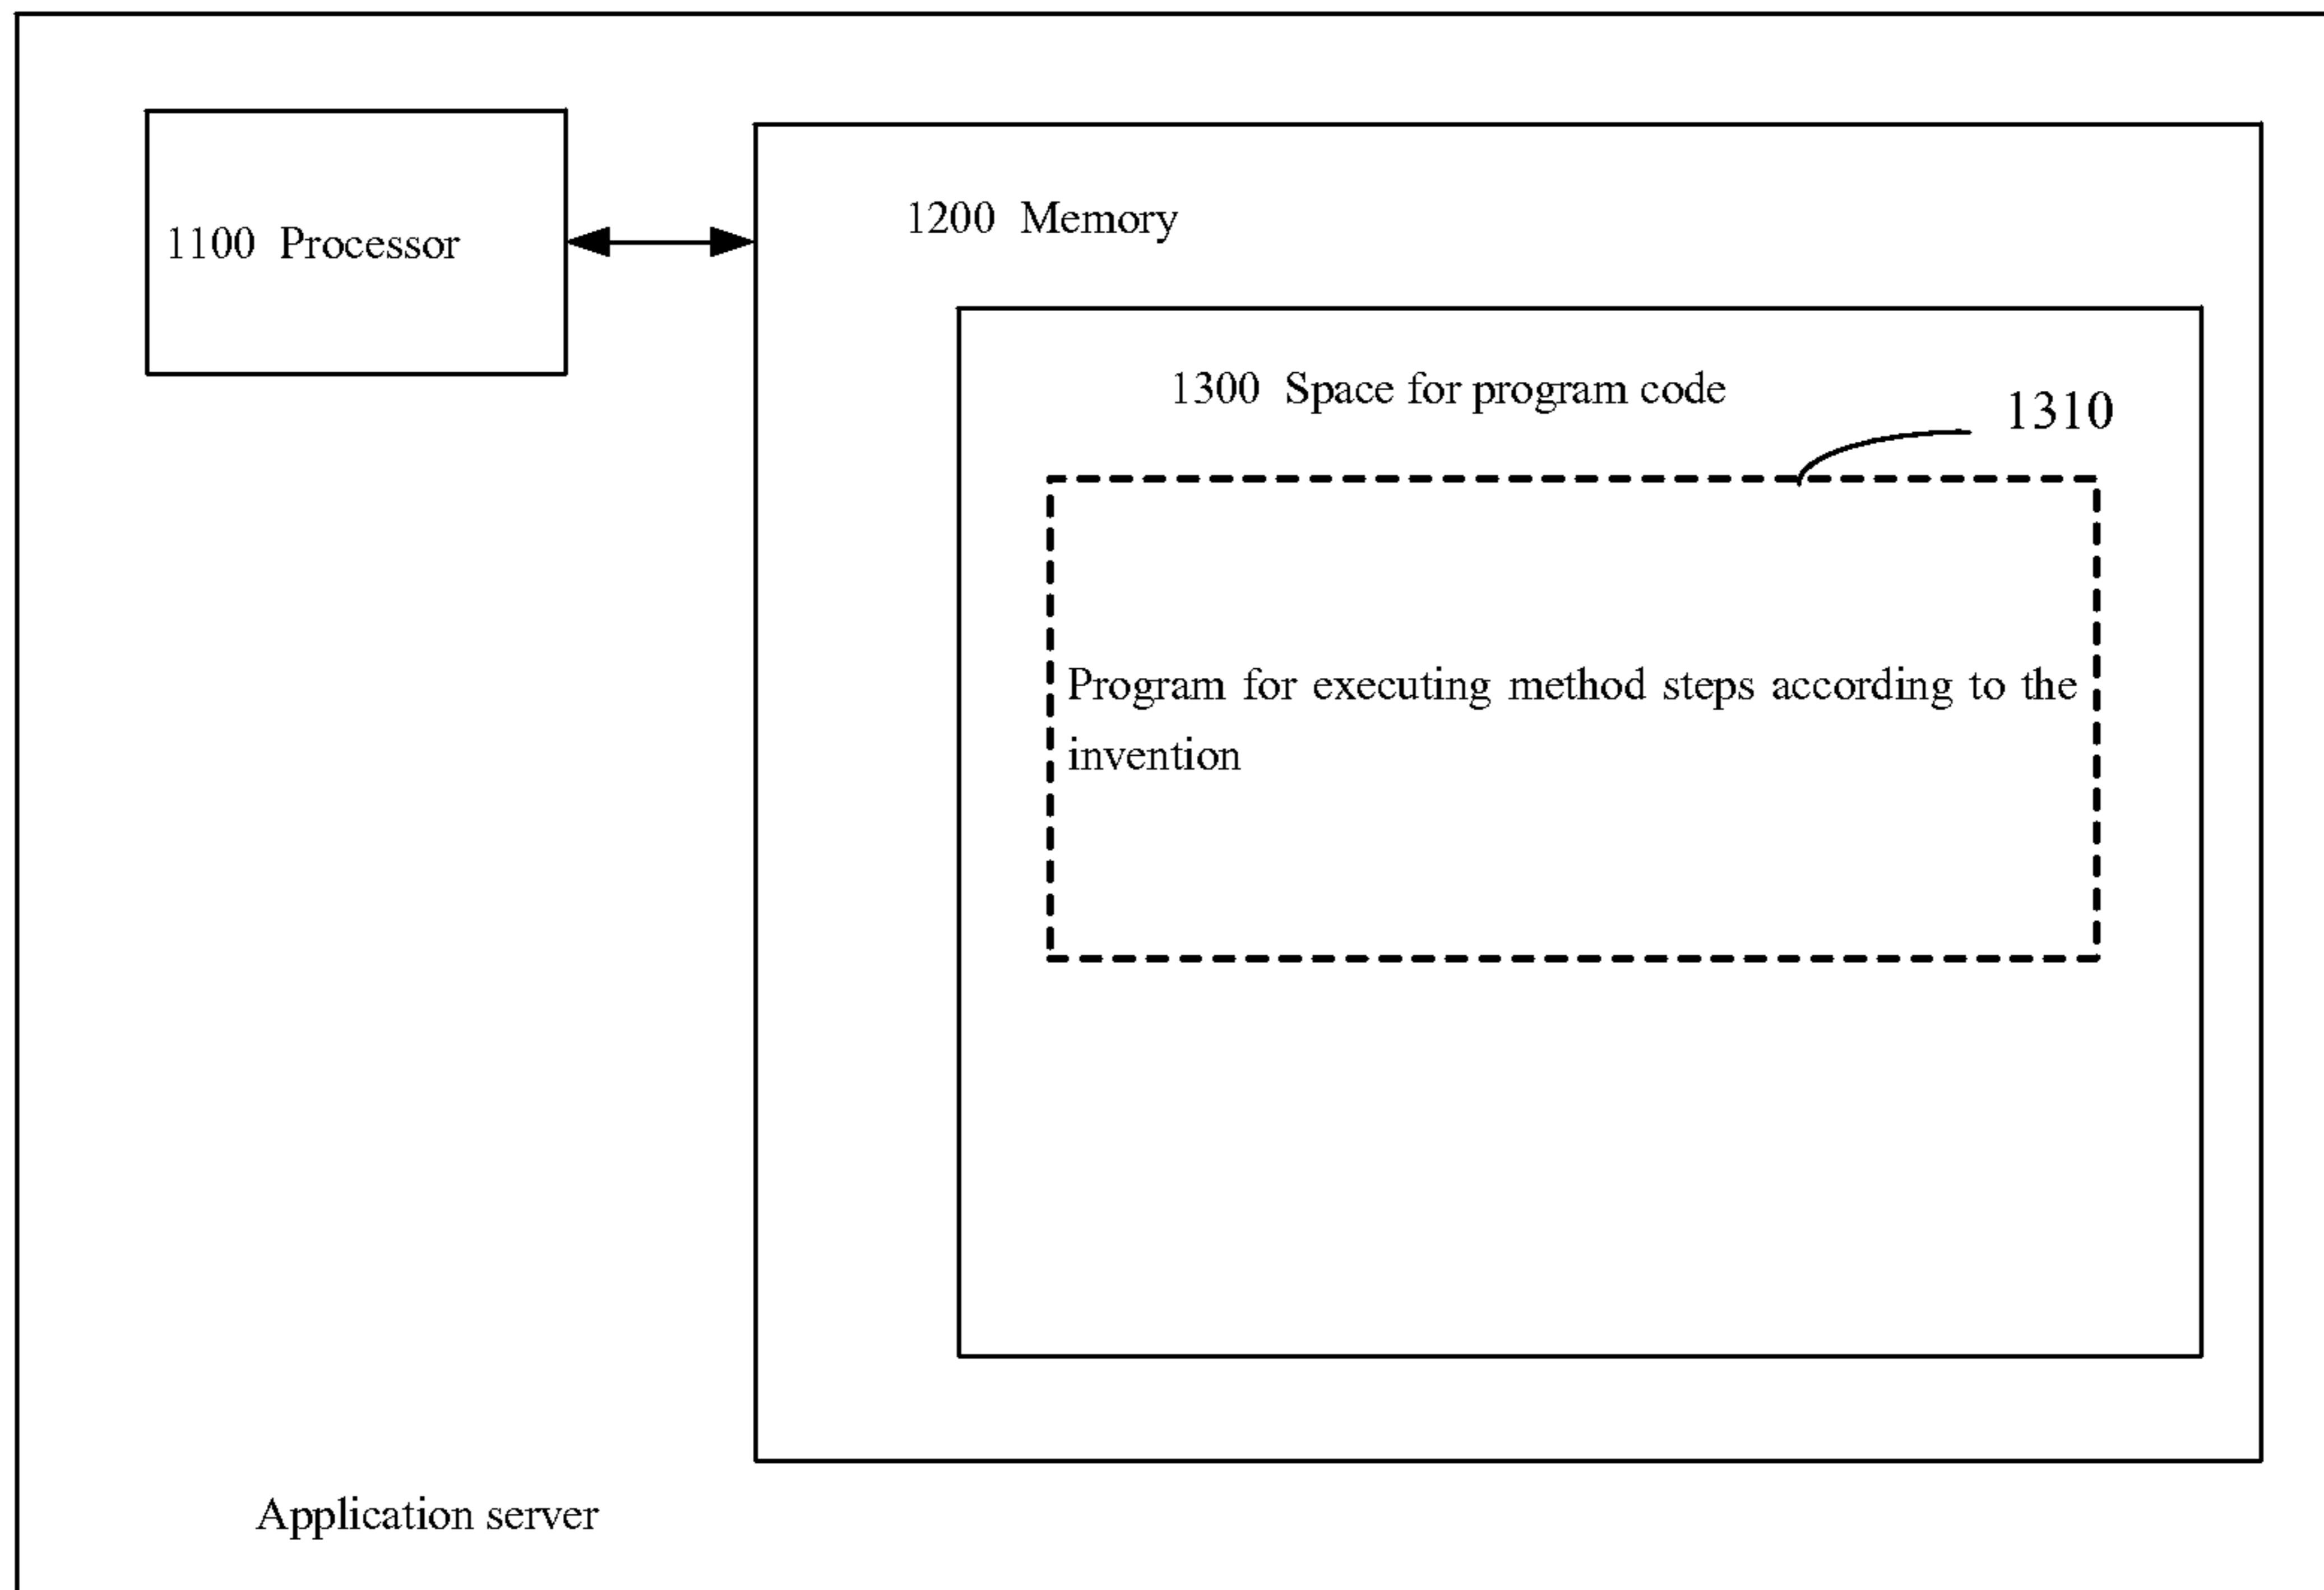 1100 Processor
1200 Memory
1300 Space for program code
1310
Program for executing method steps according to the
invention
Application server